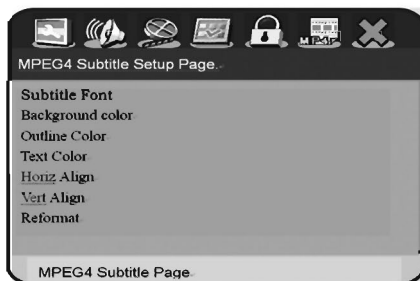 MPEG4
MPEG4 Subtitle Setup Page.
Subtitle Font
Background color
Outline Color
Text Color
Horiz Align
Vert Align
Reformat
MPEG4 Subtitle Page